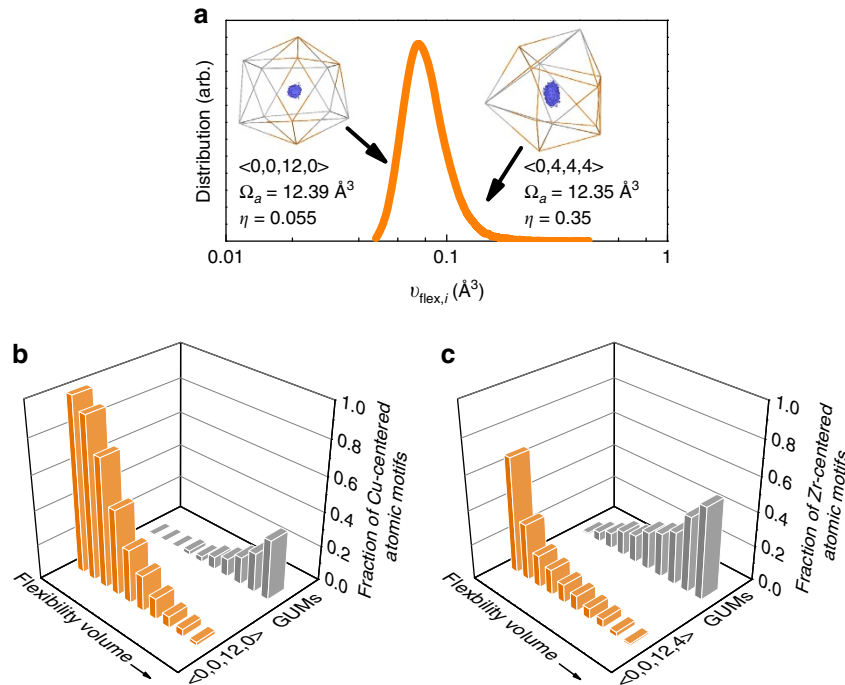 a
Distribution (arb.)
<0,0,12,0>
Ωa = 12.39 Å3
η = 0.055
<0,4,4,4>
Ωa = 12.35 Å3
η = 0.35
0.01
0.1
1
υflex,i (Å3)
b
1.0
0.8
0.6
0.4
0.2
0.0
Fraction of Cu-centered
atomic motifs
Flexibility volume
<0,0,12,0>
GUMs
c
1.0
0.8
0.6
0.4
0.2
0.0
Fraction of Zr-centered
atomic motifs
Flexibility volume
<0,0,12,4>
GUMs